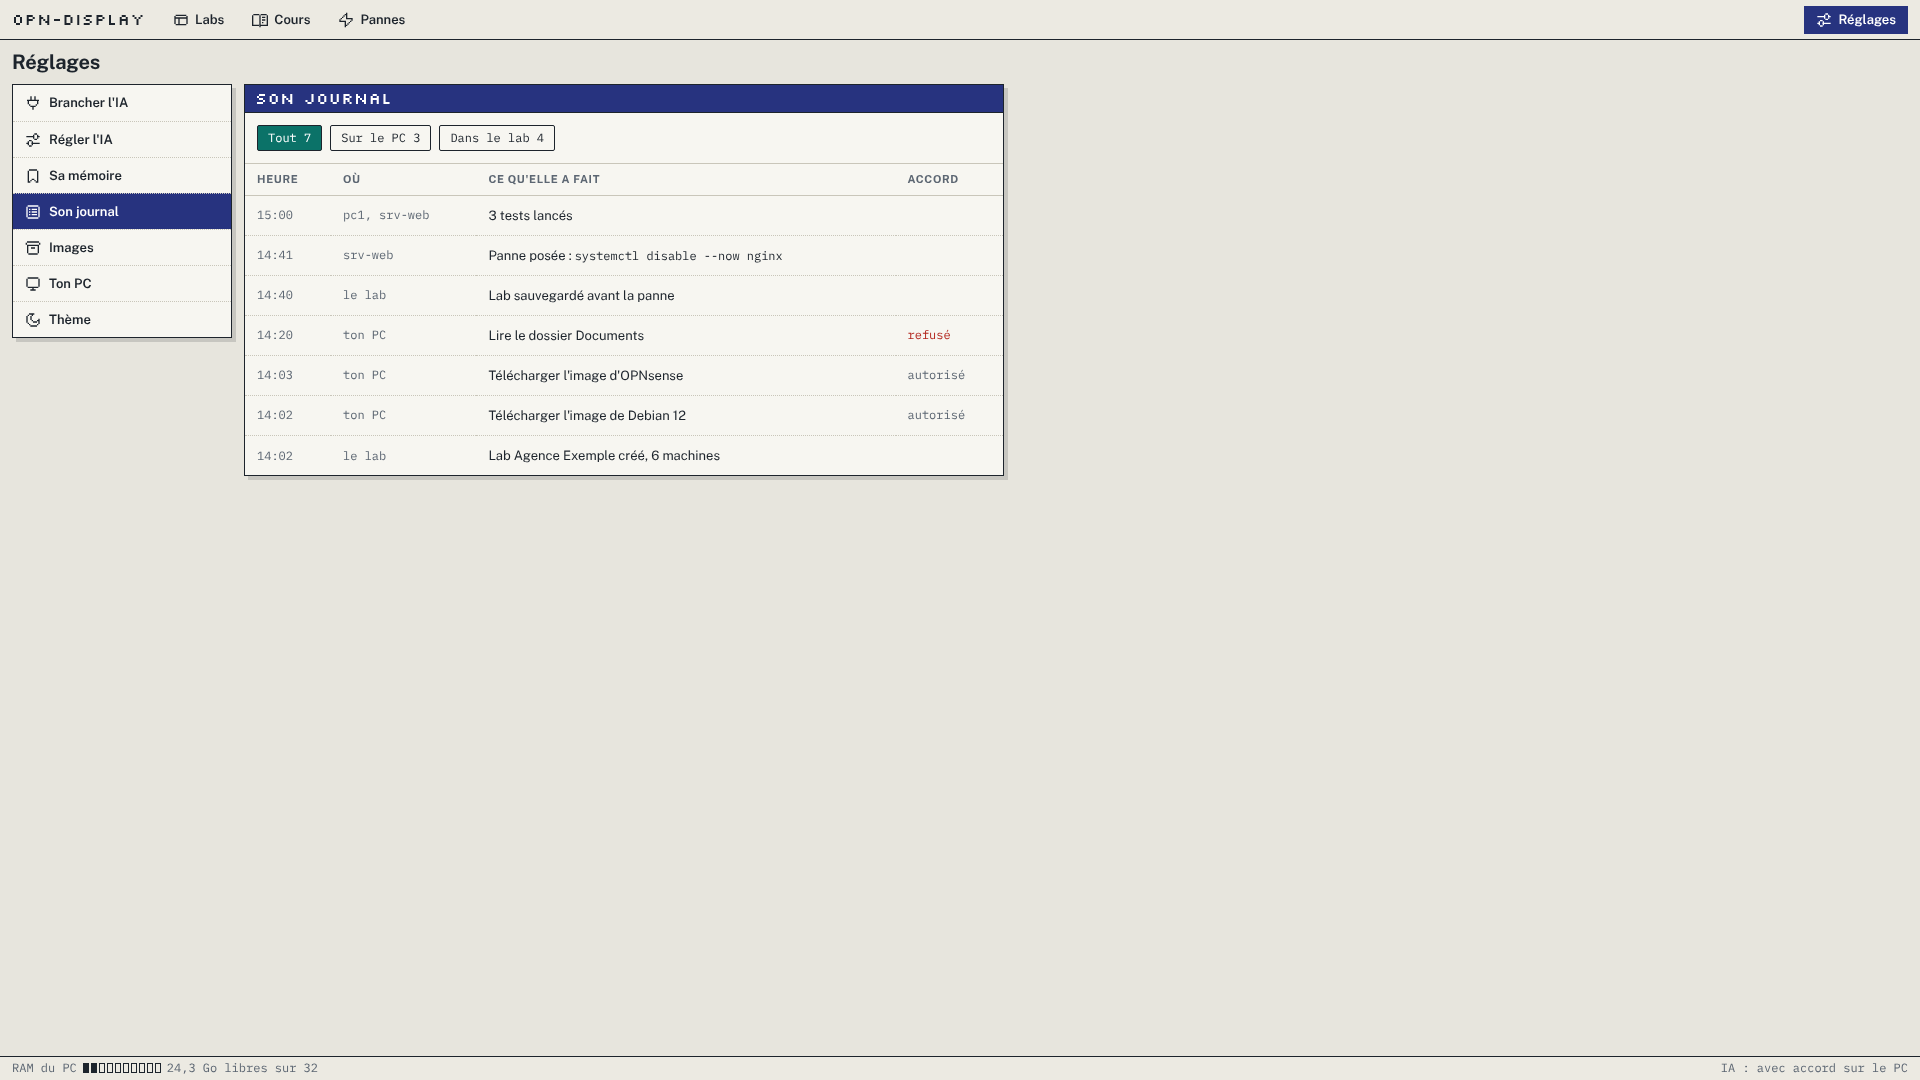 OPN-DISPLAY Labs Cours Pannes Réglages
Réglages
Brancher l'IA
Régler l'IA
Sa mémoire
Son journal
Images
Ton PC
Thème
SON JOURNAL
Tout 7 Sur le PC 3 Dans le lab 4
HEURE OÙ CE QU'ELLE A FAIT ACCORD
15:00 pc1, srv-web 3 tests lancés
14:41 srv-web Panne posée : systemctl disable --now nginx
14:40 le lab Lab sauvegardé avant la panne
14:20 ton PC Lire le dossier Documents refusé
14:03 ton PC Télécharger l'image d'OPNsense autorisé
14:02 ton PC Télécharger l'image de Debian 12 autorisé
14:02 le lab Lab Agence Exemple créé, 6 machines
RAM du PC 24,3 Go libres sur 32 IA : avec accord sur le PC